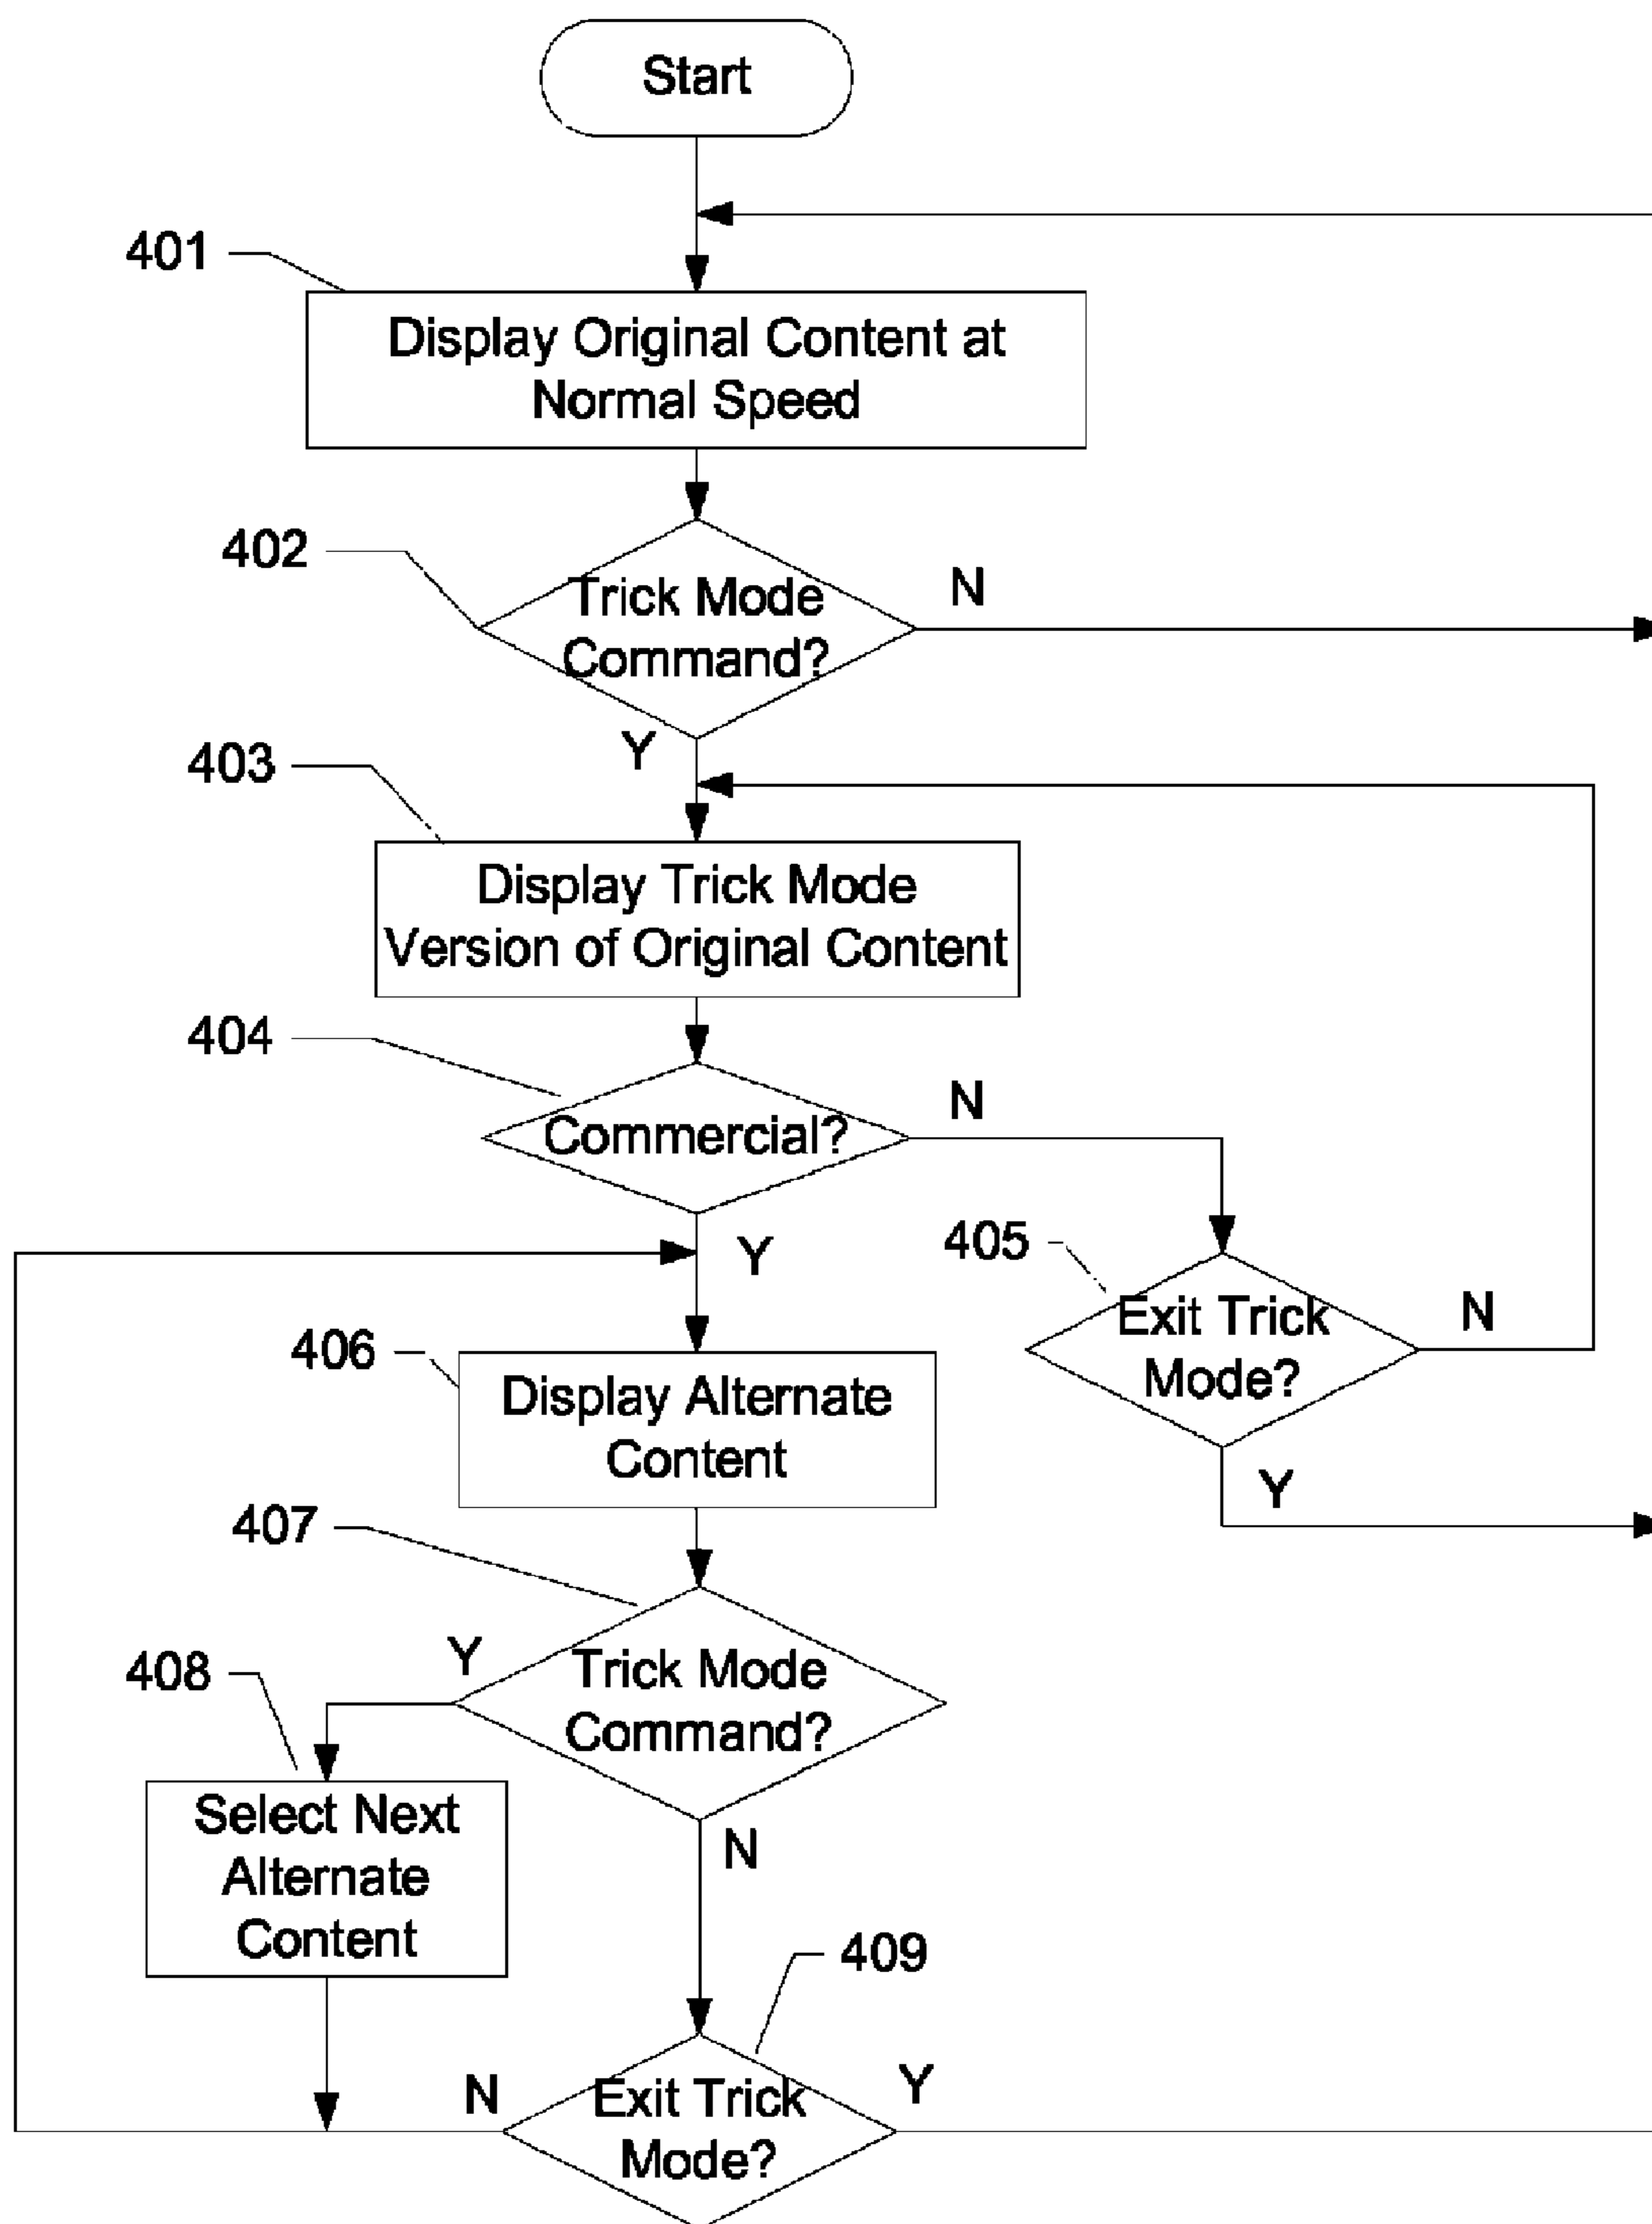 Start
401
Display Original Content at
Normal Speed
402
Trick Mode
Command?
N
Y
403
Display Trick Mode
Version of Original Content
404
Commercial?
N
Y
405
Exit Trick
Mode?
N
Y
406
Display Alternate
Content
407
Trick Mode
Command?
Y
N
408
Select Next
Alternate
Content
409
Exit Trick
Mode?
N
Y